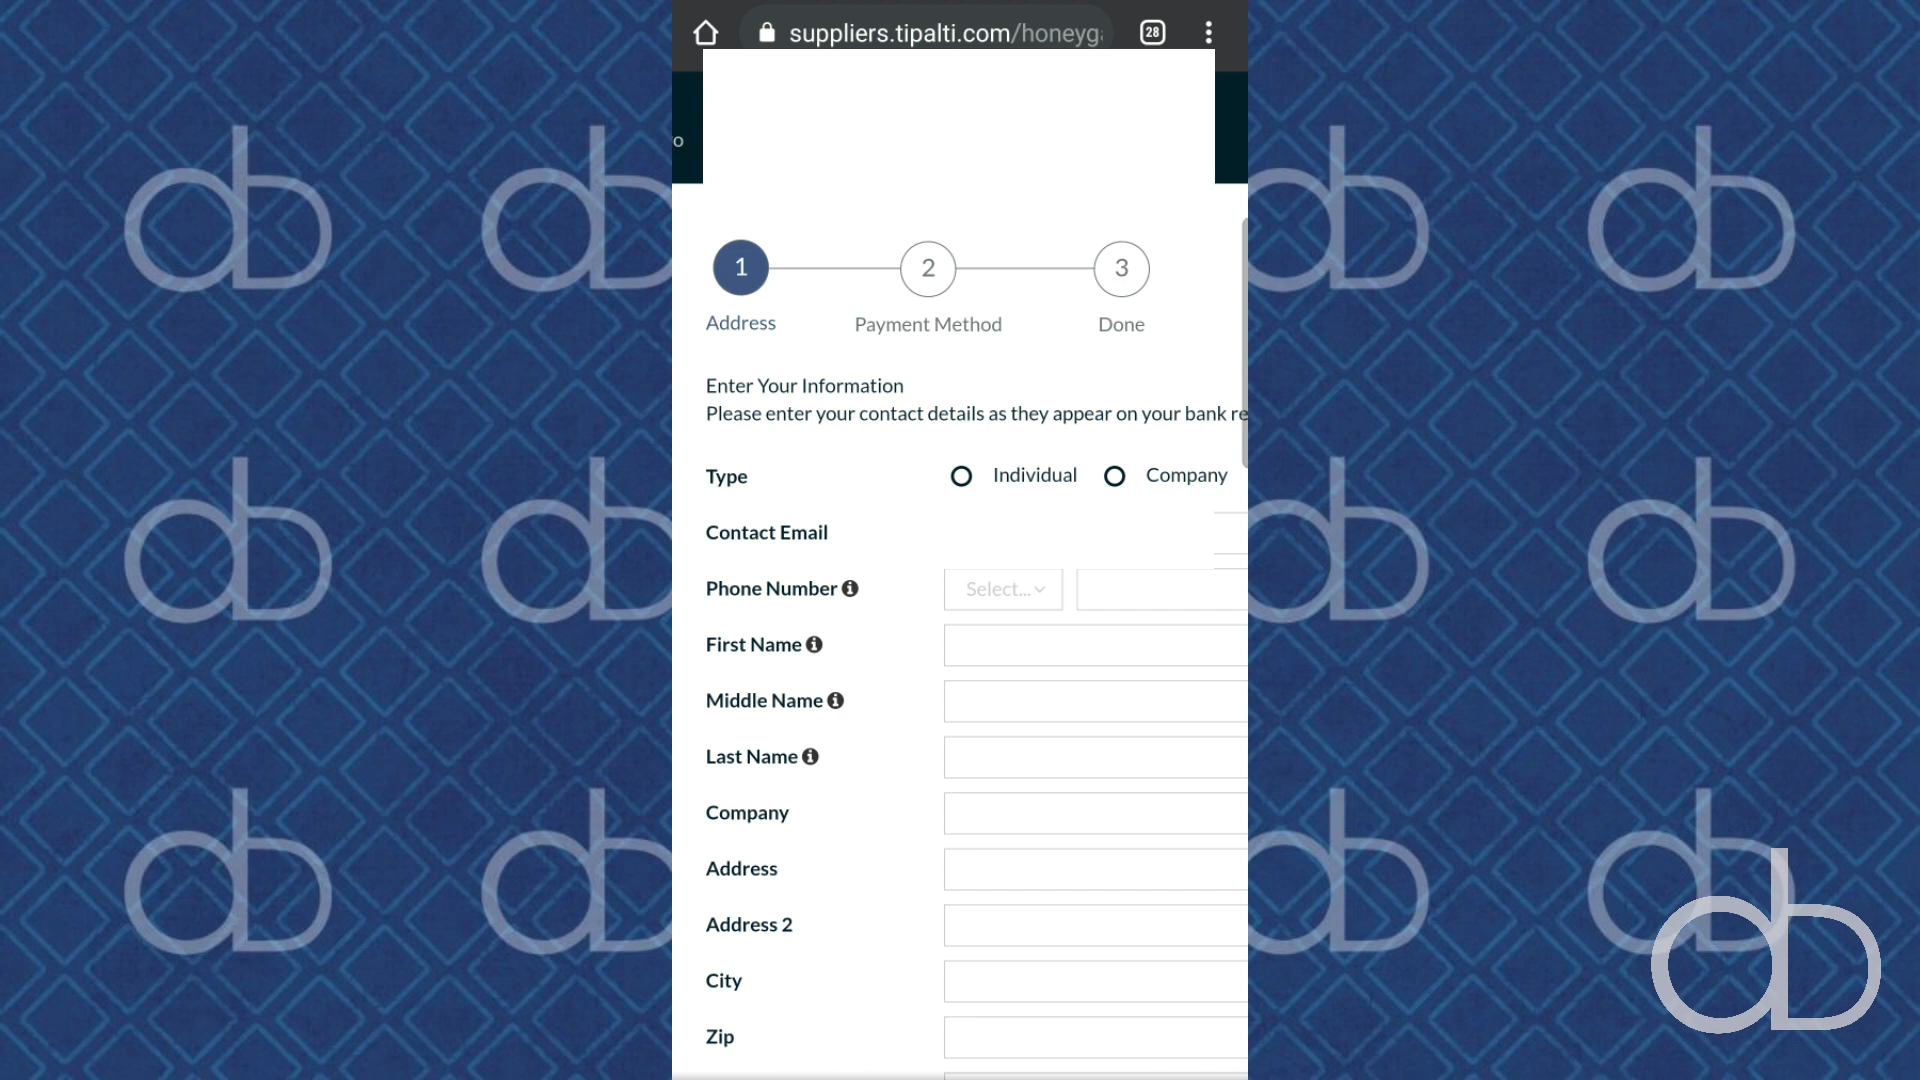 suppliers.tipalti.com/honeyg
28
o
1
2
3
Address
Payment Method
Done
Enter Your Information
Please enter your contact details as they appear on your bank re
Type
Individual
Company
Contact Email
Phone Number
Select...
First Name
Middle Name
Last Name
Company
Address
Address 2
City
Zip